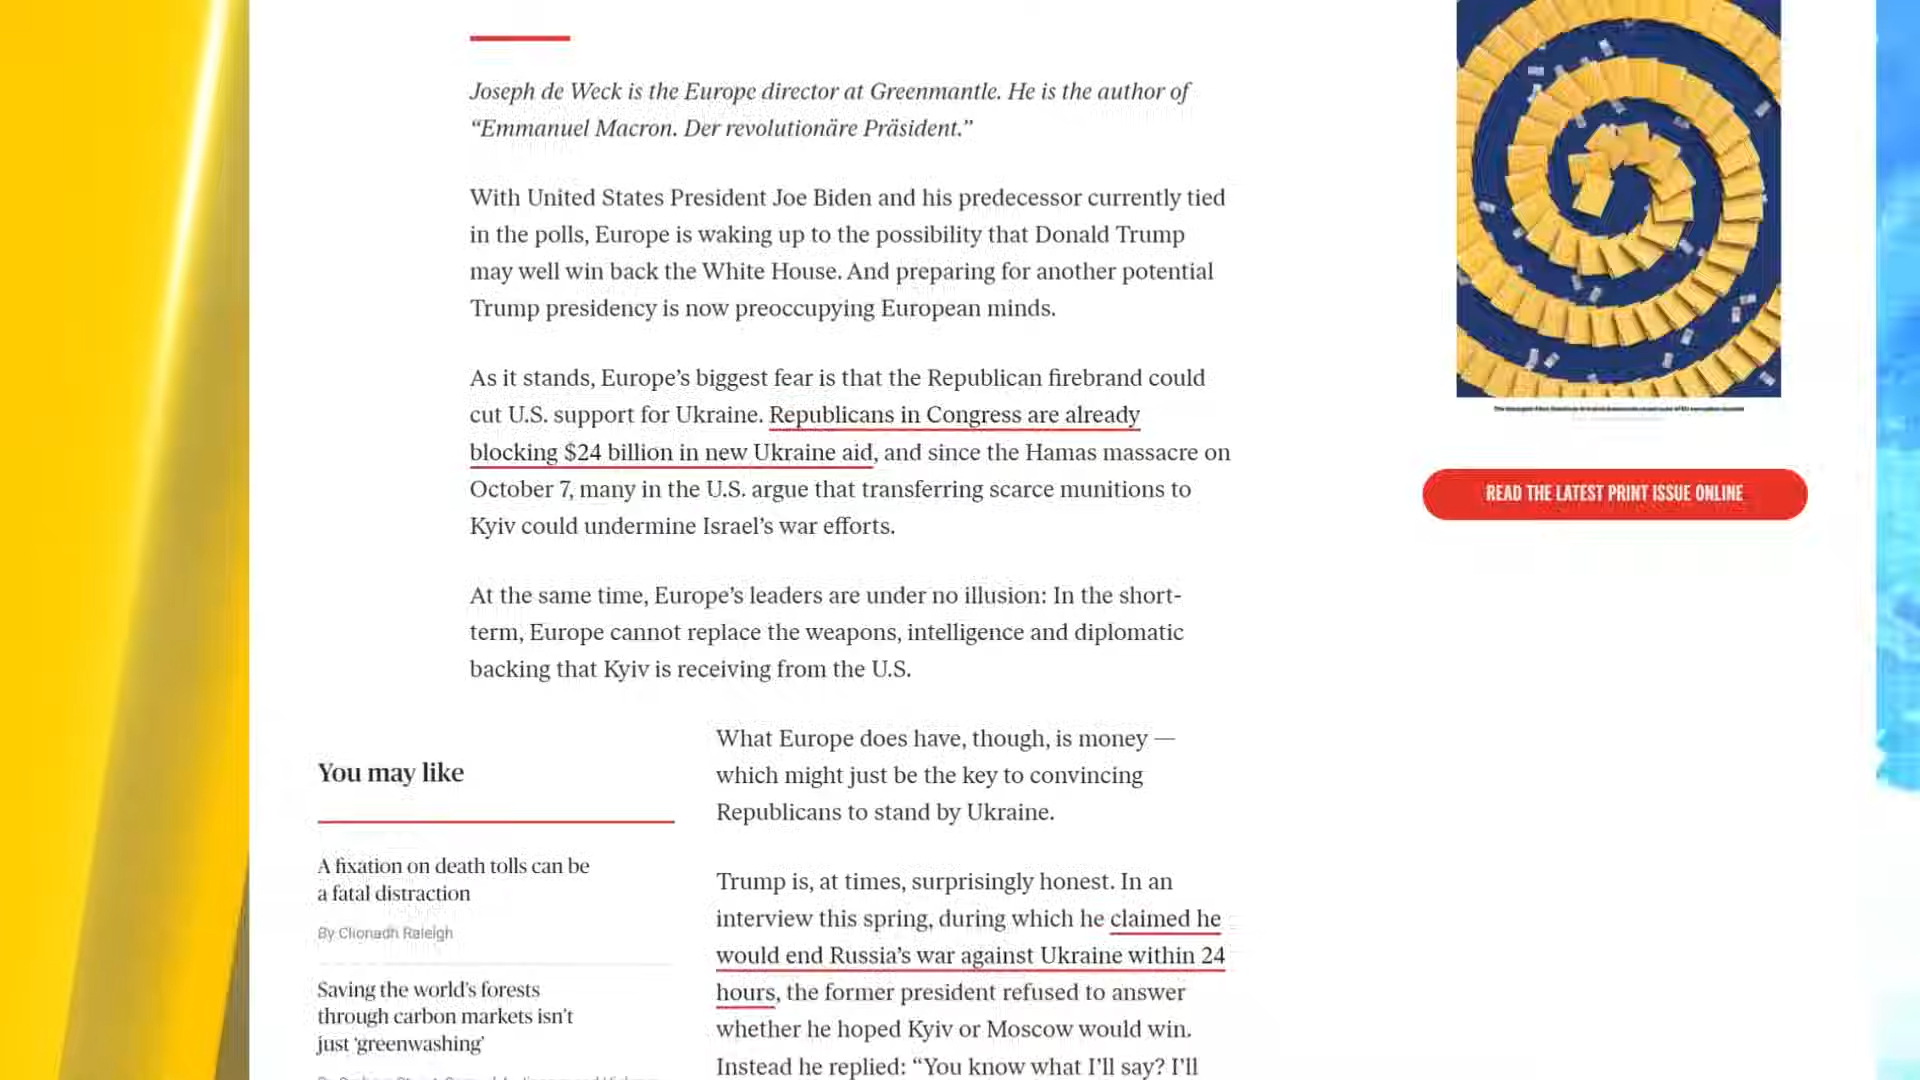 Joseph de Weck is the Europe director at Greenmantle. He is the author of
“Emmanuel Macron. Der revolutionäre Präsident.”
With United States President Joe Biden and his predecessor currently tied
in the polls, Europe is waking up to the possibility that Donald Trump
may well win back the White House. And preparing for another potential
Trump presidency is now preoccupying European minds.
As it stands, Europe’s biggest fear is that the Republican firebrand could
cut U.S. support for Ukraine. Republicans in Congress are already
blocking $24 billion in new Ukraine aid, and since the Hamas massacre on
October 7, many in the U.S. argue that transferring scarce munitions to
Kyiv could undermine Israel’s war efforts.
At the same time, Europe’s leaders are under no illusion: In the short-
term, Europe cannot replace the weapons, intelligence and diplomatic
backing that Kyiv is receiving from the U.S.
What Europe does have, though, is money —
which might just be the key to convincing
Republicans to stand by Ukraine.
Trump is, at times, surprisingly honest. In an
interview this spring, during which he claimed he
would end Russia’s war against Ukraine within 24
hours, the former president refused to answer
whether he hoped Kyiv or Moscow would win.
Instead he replied: “You know what I’ll say? I’ll
You may like
A fixation on death tolls can be
a fatal distraction
By Clionadh Raleigh
Saving the world’s forests
through carbon markets isn’t
just ‘greenwashing’
READ THE LATEST PRINT ISSUE ONLINE